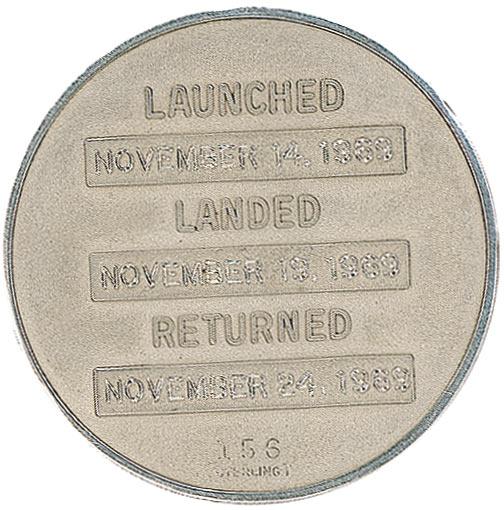 LAUNCHED
NOVEMBER 14, 1969
LANDED
NOVEMBER 19, 1969
RETURNED
NOVEMBER 24, 1969
156
STERLING